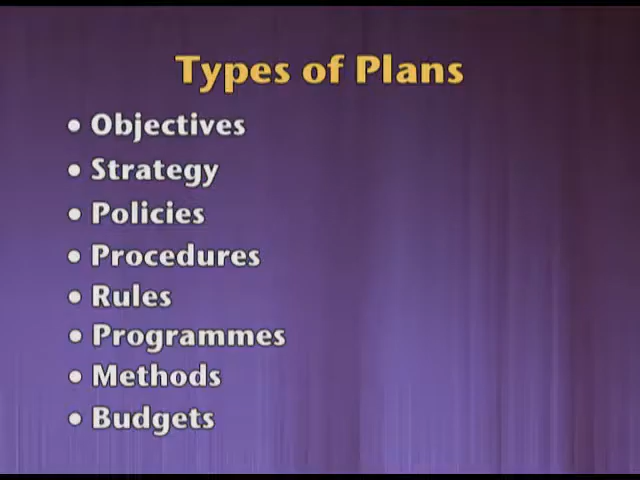 Types of Plans
• Objectives
• Strategy
• Policies
• Procedures
• Rules
• Programmes
• Methods
• Budgets